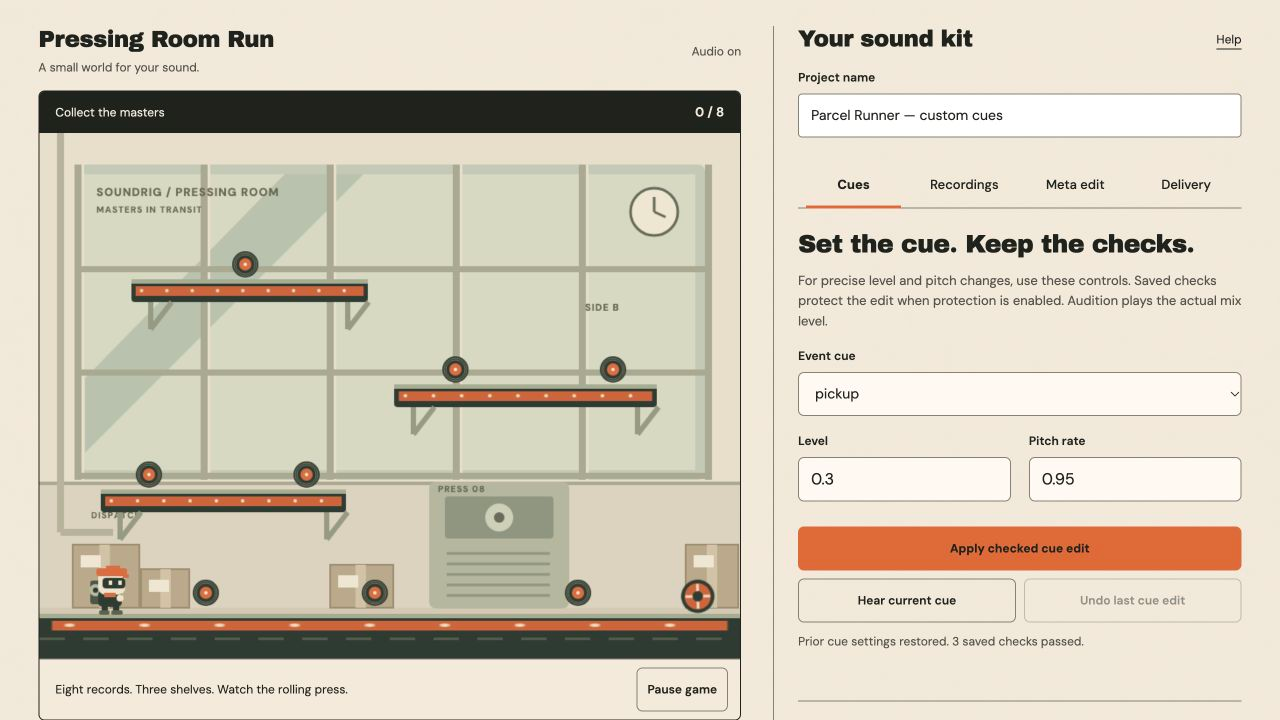 Pressing Room Run
A small world for your sound.
Audio on
Collect the masters
0 / 8
SOUNDRIG / PRESSING ROOM
MASTERS IN TRANSIT
SIDE B
PRESS 08
DISPATCH
Eight records. Three shelves. Watch the rolling press.
Pause game
Your sound kit
Help
Project name
Parcel Runner — custom cues
Cues
Recordings
Meta edit
Delivery
Set the cue. Keep the checks.
For precise level and pitch changes, use these controls. Saved checks
protect the edit when protection is enabled. Audition plays the actual mix
level.
Event cue
pickup
Level
Pitch rate
0.3
0.95
Apply checked cue edit
Hear current cue
Undo last cue edit
Prior cue settings restored. 3 saved checks passed.